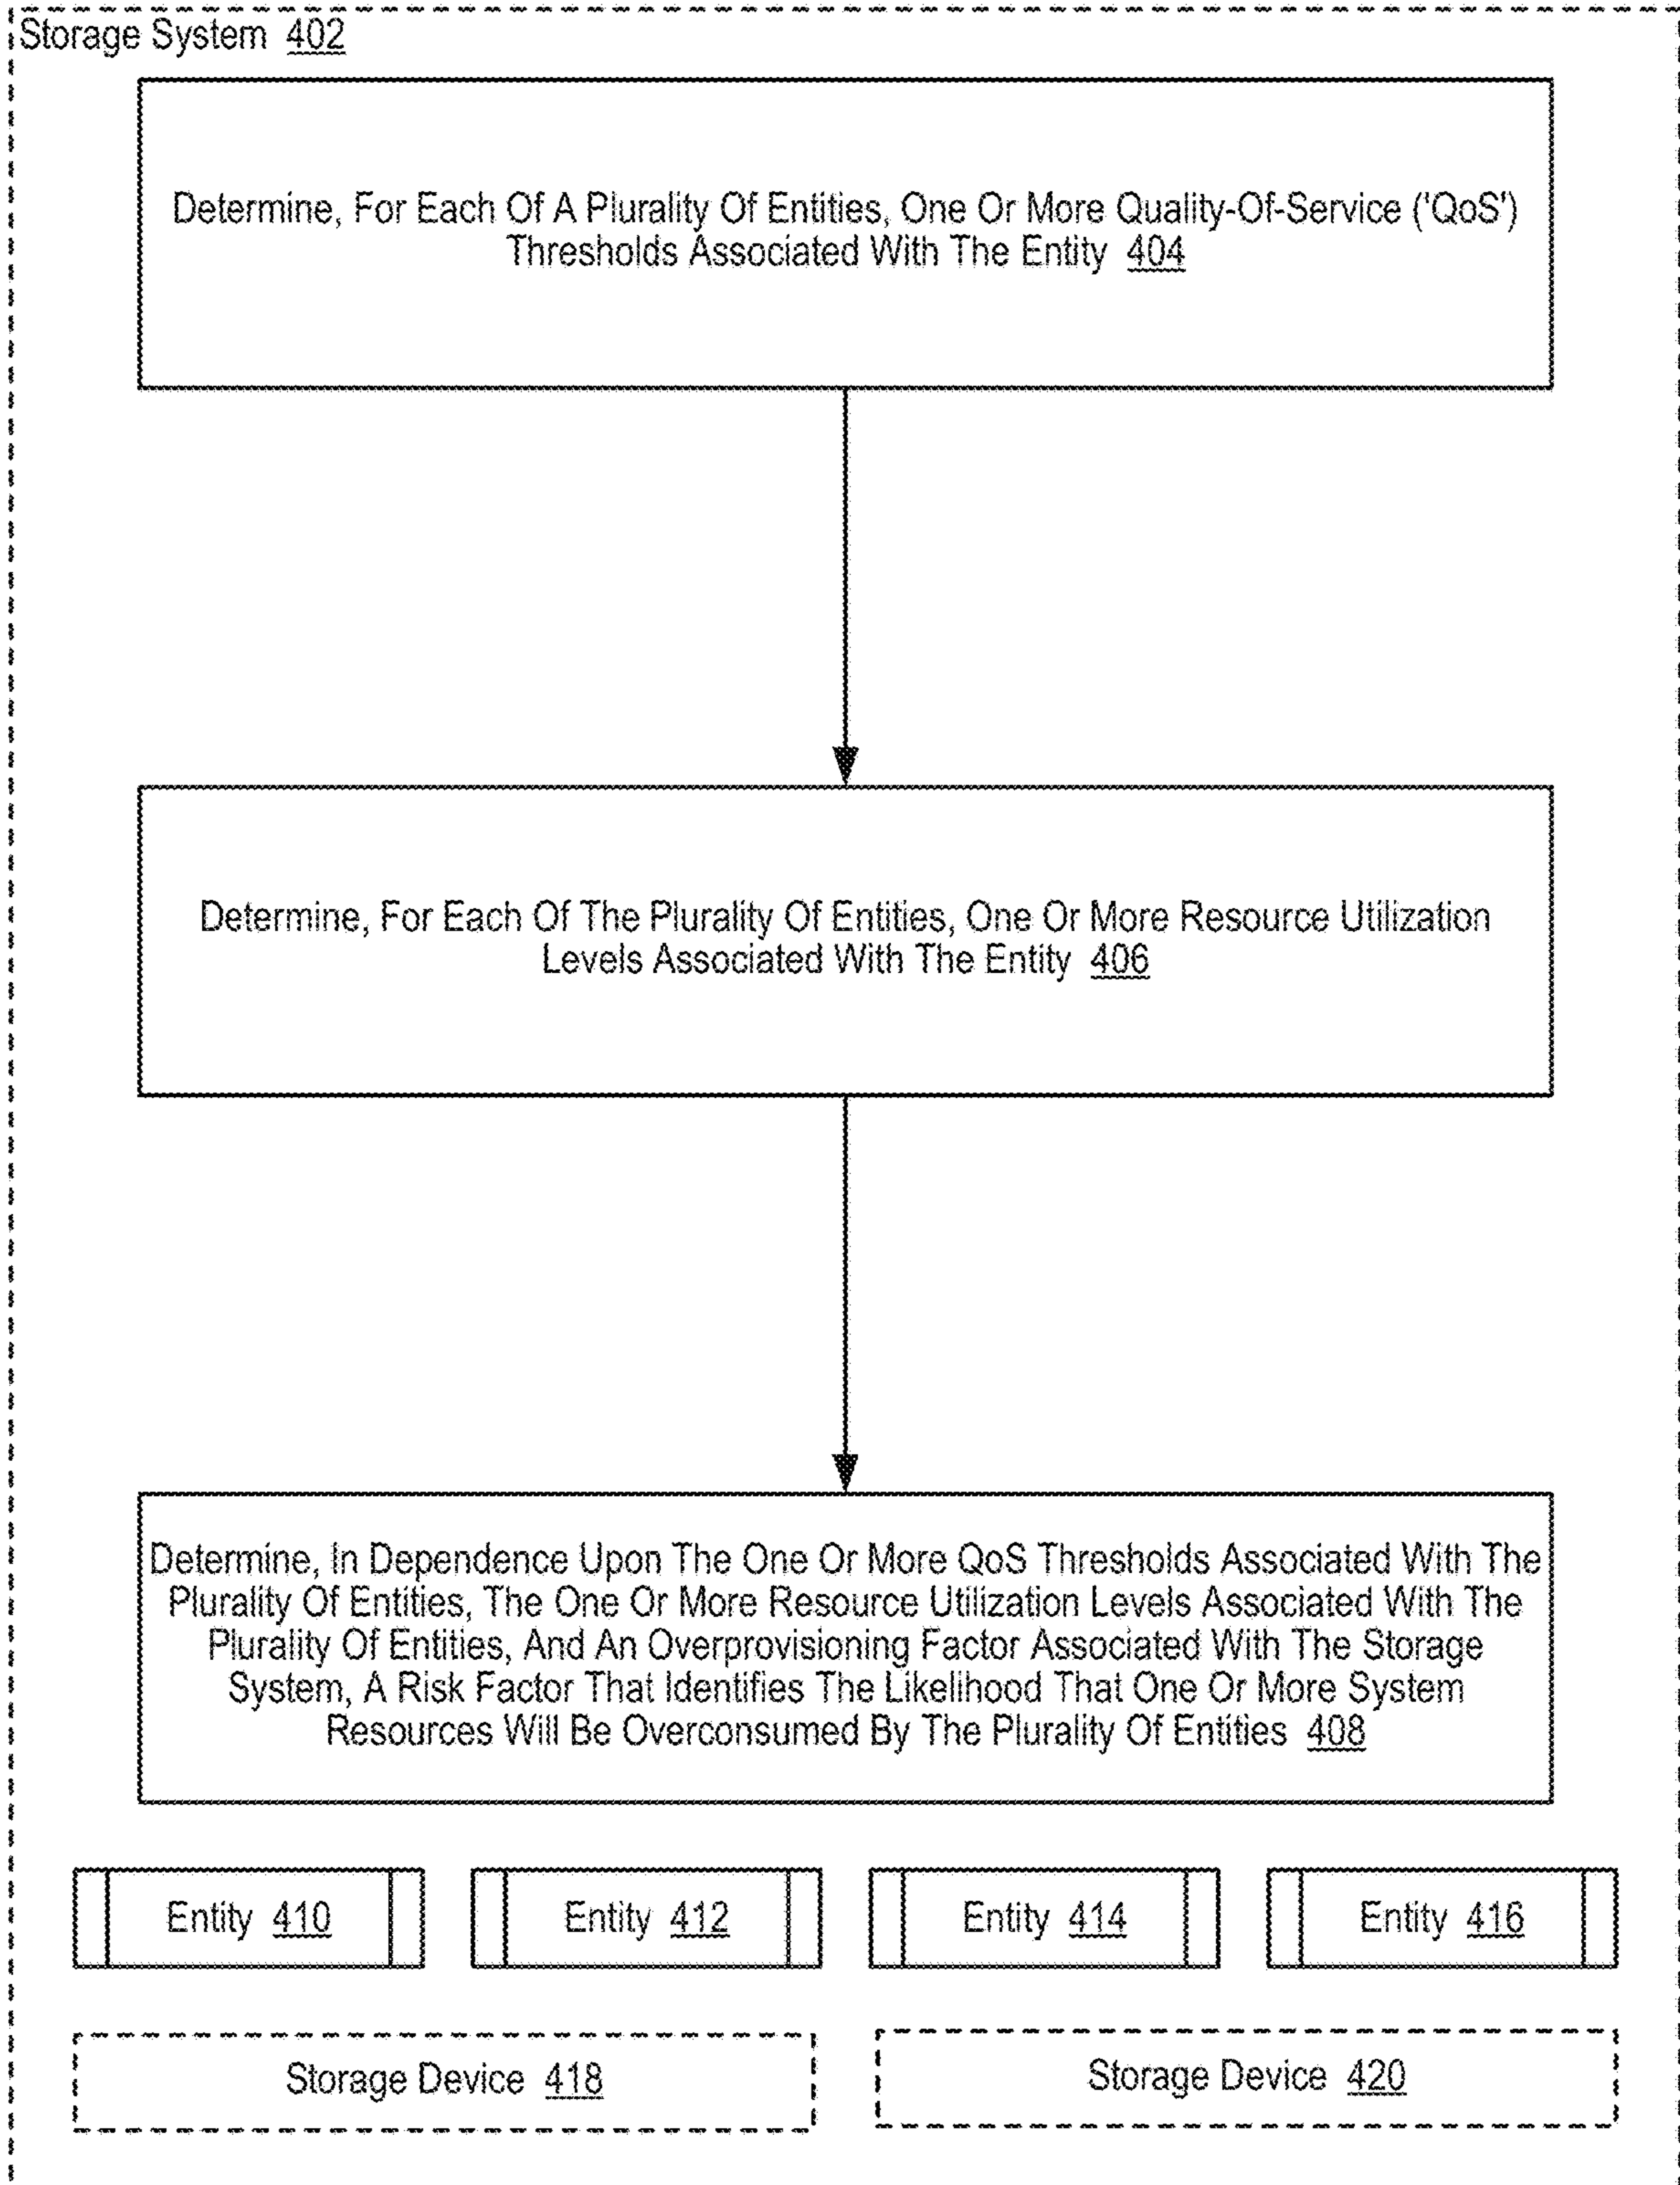 Storage System 402
Determine, For Each Of A Plurality Of Entities, One Or More Quality-Of-Service ('QoS')
Thresholds Associated With The Entity 404
Determine, For Each Of The Plurality Of Entities, One Or More Resource Utilization
Levels Associated With The Entity 406
Determine, In Dependence Upon The One Or More QoS Thresholds Associated With The
Plurality Of Entities, The One Or More Resource Utilization Levels Associated With The
Plurality Of Entities, And An Overprovisioning Factor Associated With The Storage
System, A Risk Factor That Identifies The Likelihood That One Or More System
Resources Will Be Overconsumed By The Plurality Of Entities 408
Entity 410
Entity 412
Entity 414
Entity 416
Storage Device 418
Storage Device 420